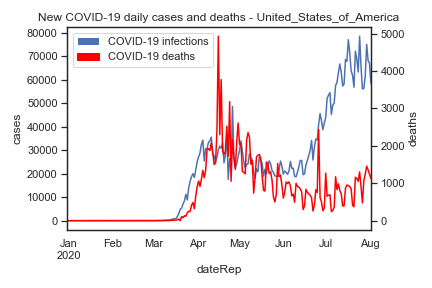 New COVID-19 daily cases and deaths - United_States_of_America
COVID-19 infections
COVID-19 deaths
80000
70000
60000
50000
40000
30000
20000
10000
0
cases
5000
4000
3000
2000
1000
0
deaths
Jan Feb Mar Apr May Jun Jul Aug
2020
dateRep